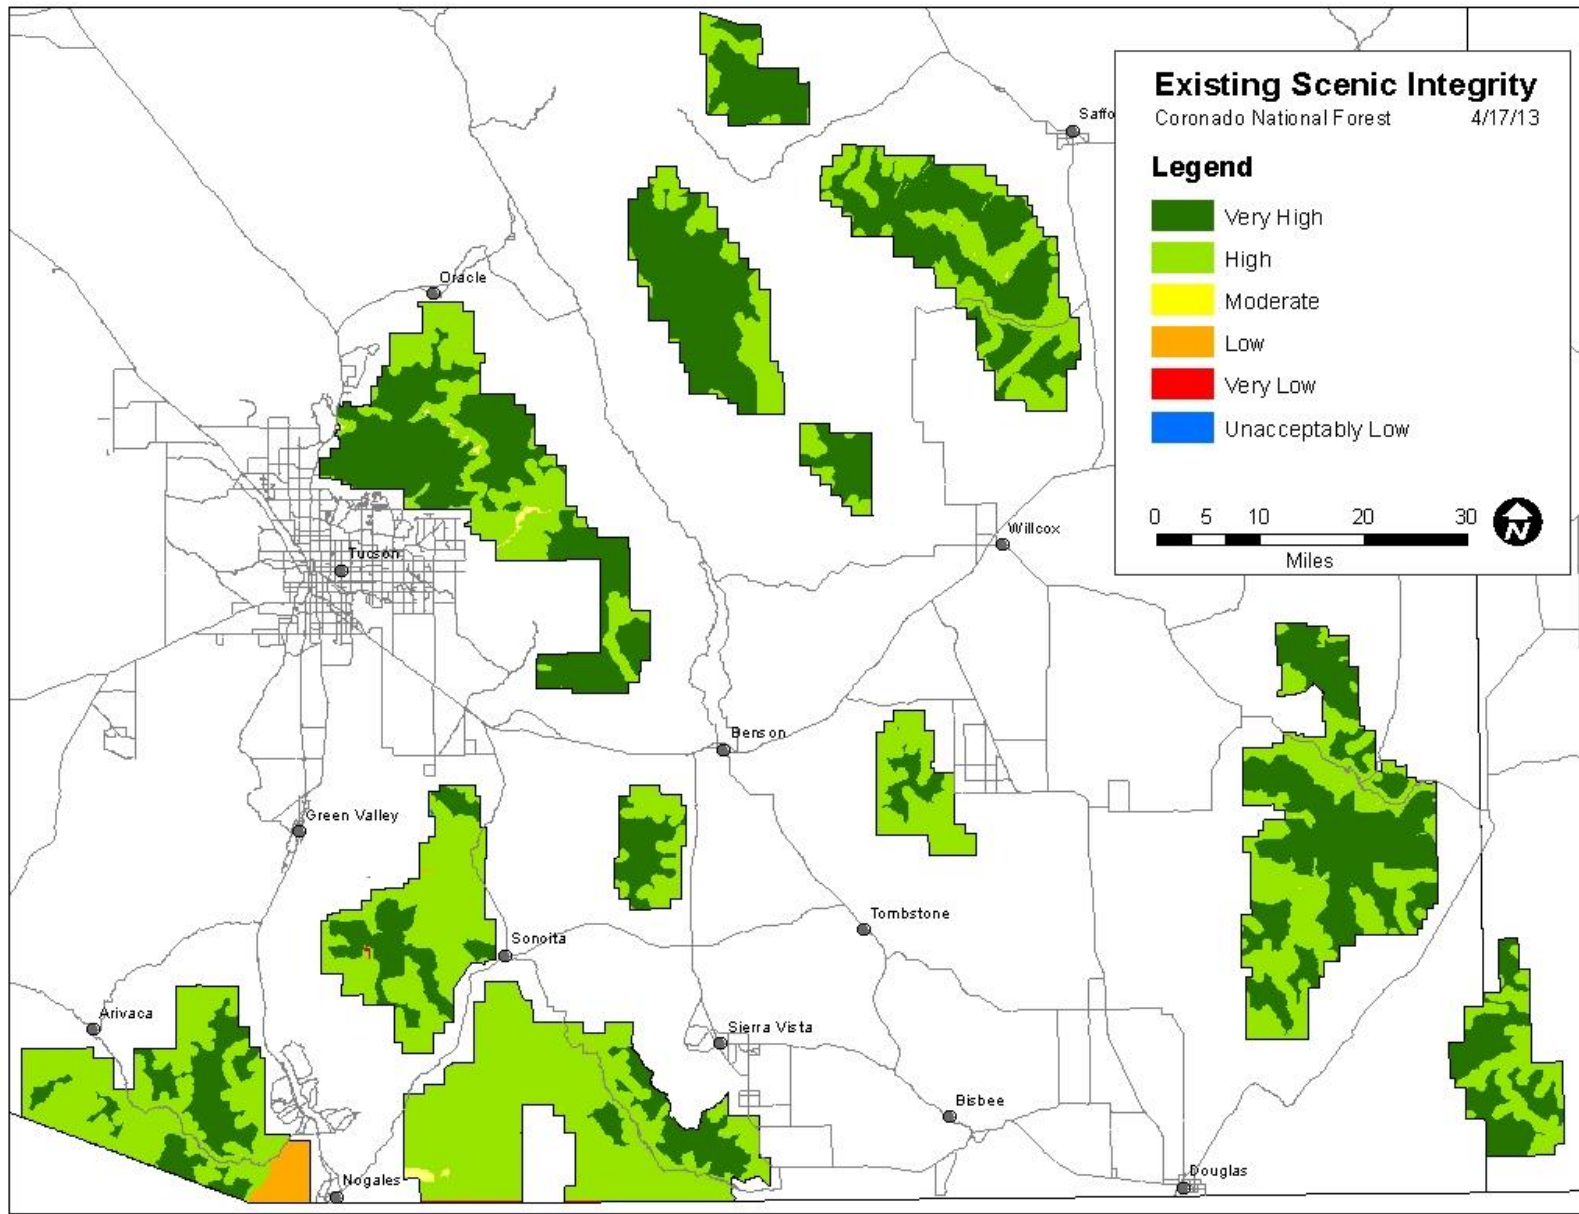 Existing Scenic Integrity
Coronado National Forest 4/17/13
Legend
Very High
High
Moderate
Low
Very Low
Unacceptably Low
0 5 10 20 30
N
Miles
Saffo
Oracle
Tucson
Willcox
Benson
Green Valley
Tombstone
Sonoita
Arivaca
Sierra Vista
Bisbee
Douglas
Nogales